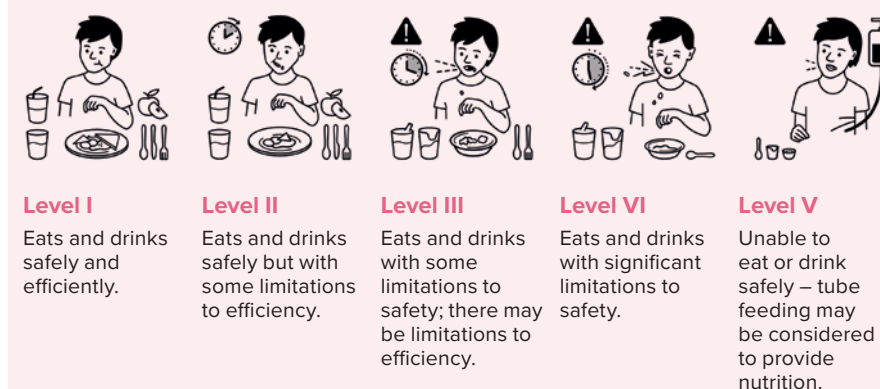 Level I
Eats and drinks
safely and
efficiently.
Level II
Eats and drinks
safely but with
some limitations
to efficiency.
Level III
Eats and drinks
with some
limitations to
safety; there may
be limitations to
efficiency.
Level VI
Eats and drinks
with significant
limitations to
safety.
Level V
Unable to
eat or drink
safely – tube
feeding may
be considered
to provide
nutrition.